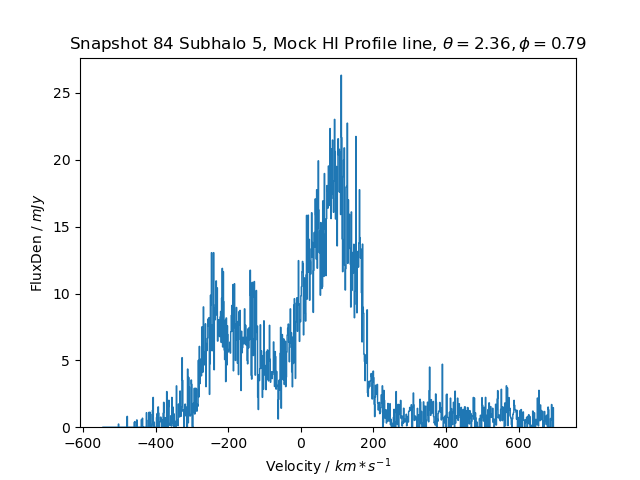 Snapshot 84 Subhalo 5, Mock HI Profile line, θ = 2.36, ϕ = 0.79
FluxDen / mJy
25
20
15
10
5
0
−600 −400 −200 0 200 400 600
Velocity / km * s⁻¹